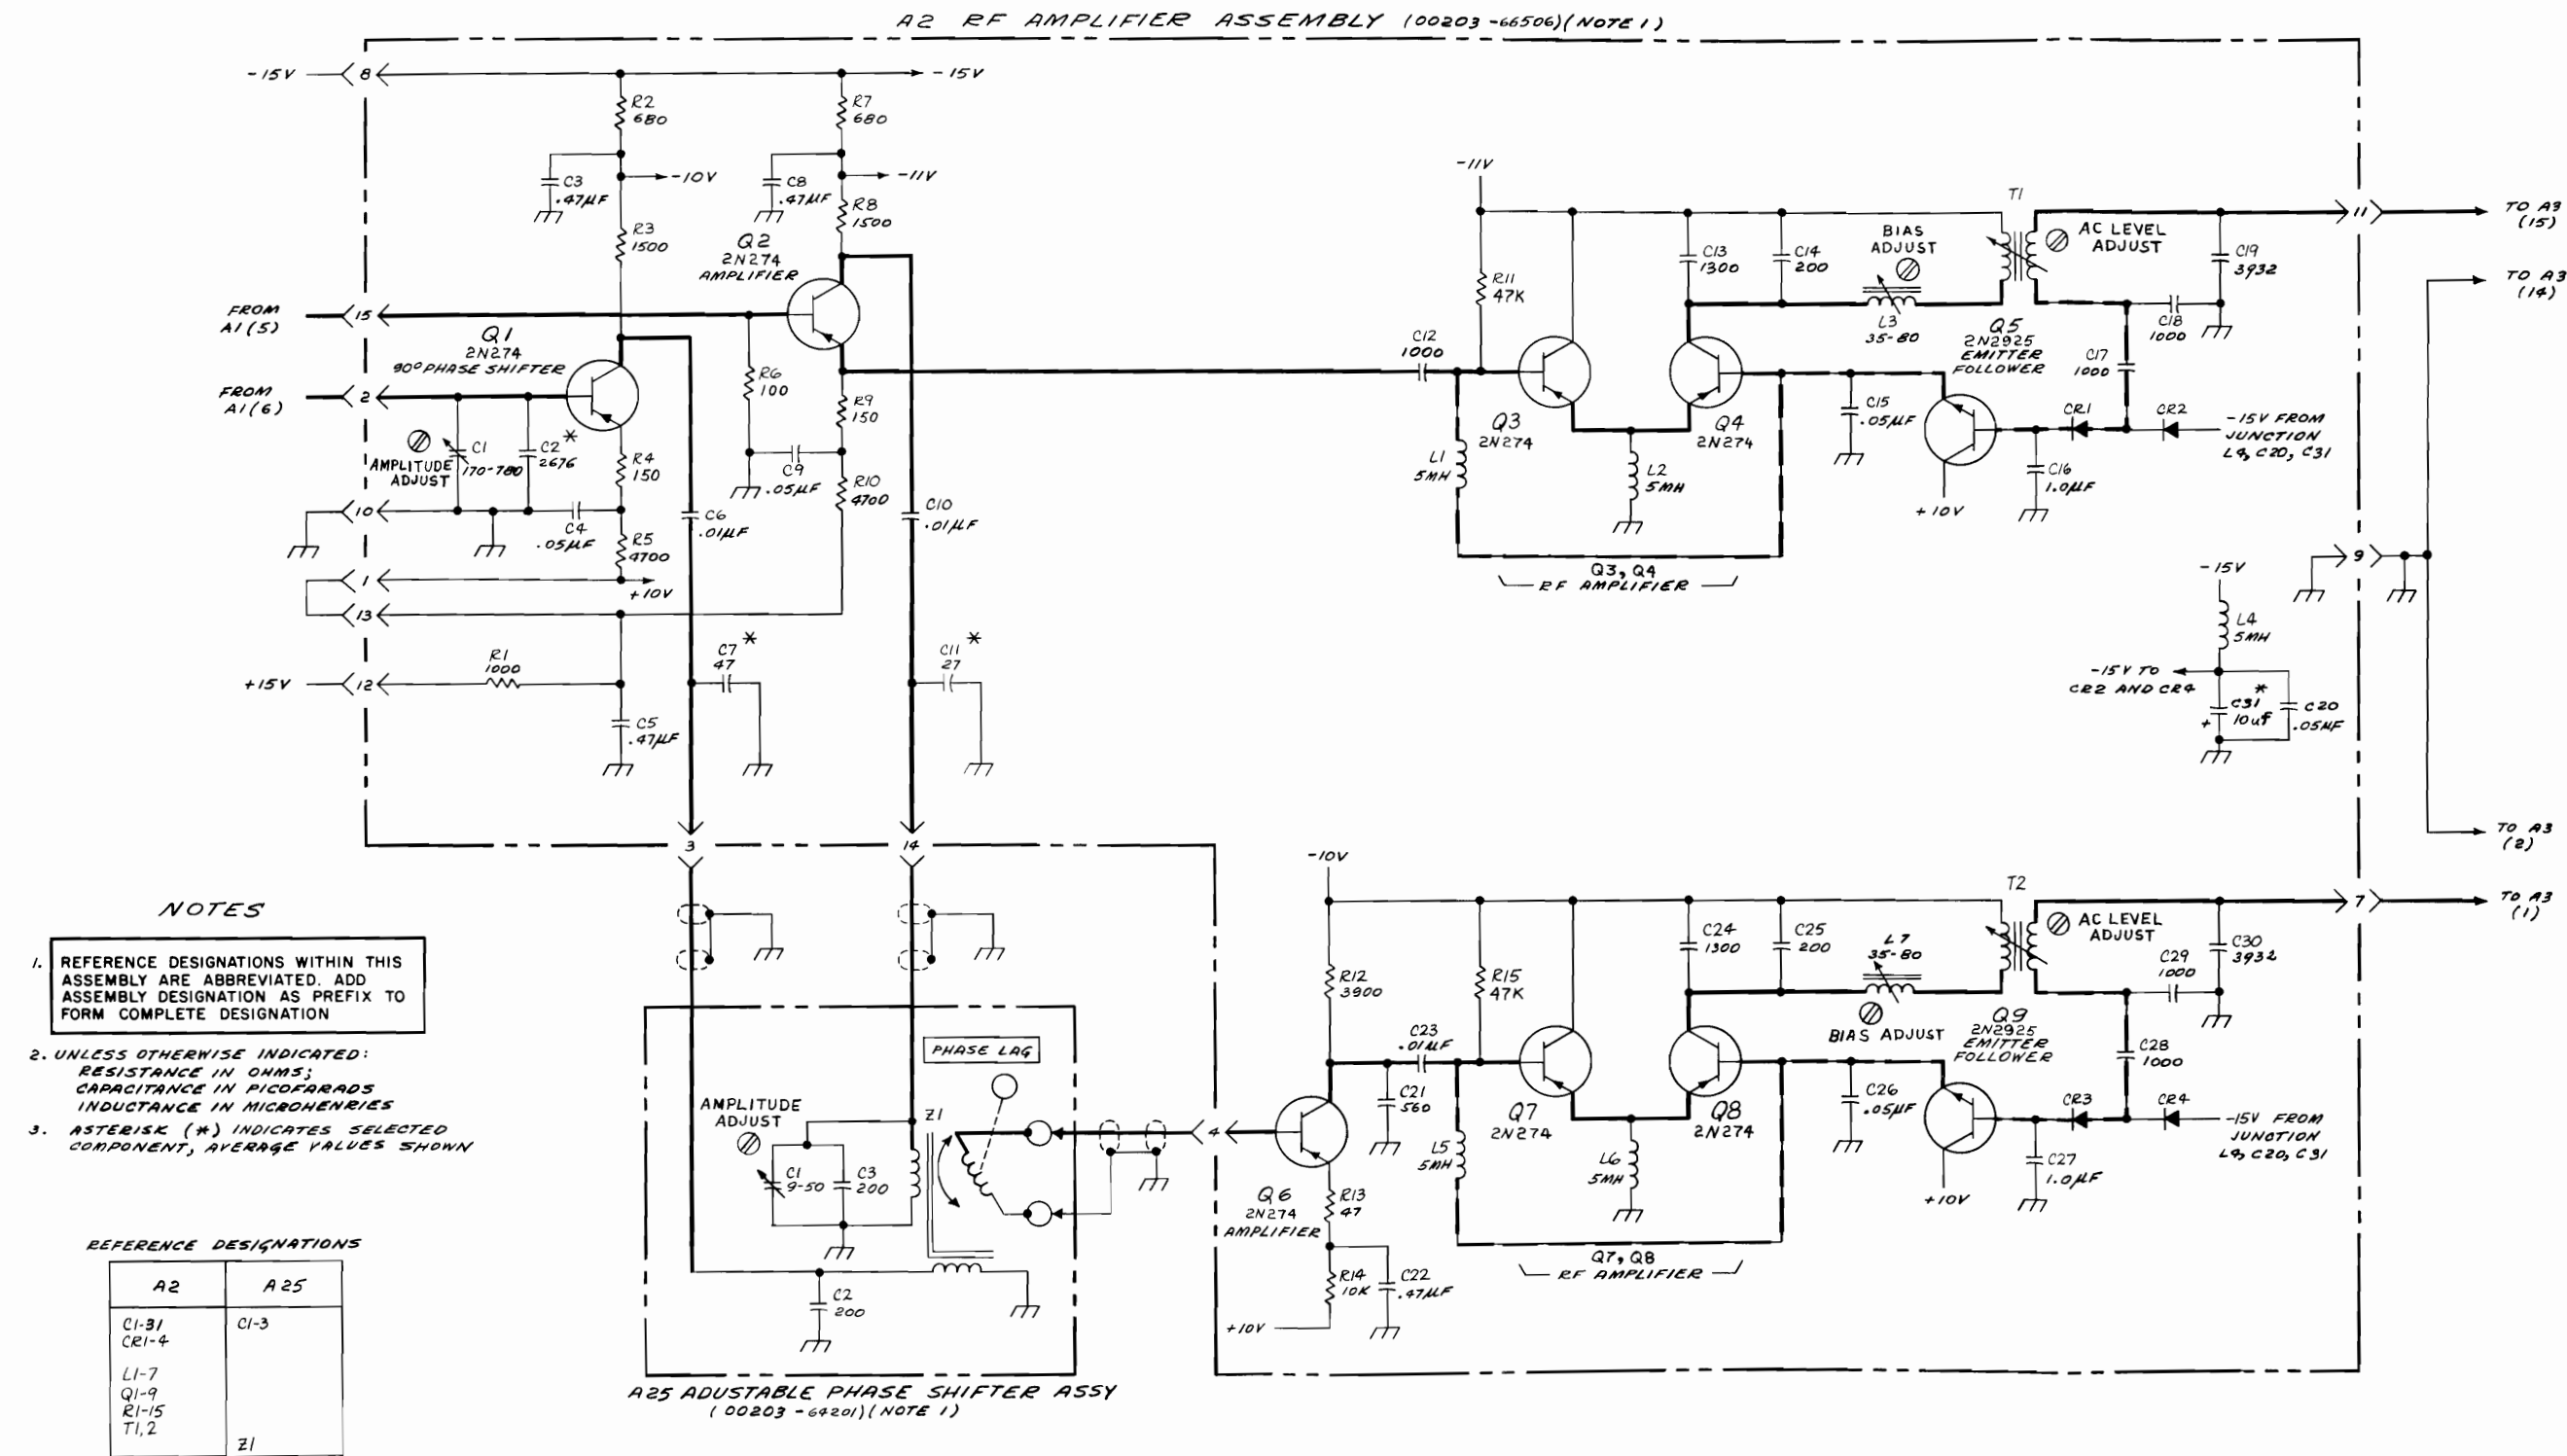 A2 RF AMPLIFIER ASSEMBLY (00203-66506)(NOTE 1)
-15V
8
-15V
R2
680
R7
680
C3
.47µF
-10V
C8
.47µF
-11V
R3
1500
R8
1500
Q2
2N274
AMPLIFIER
FROM
A1(5)
15
Q1
2N274
90° PHASE SHIFTER
FROM
A1(6)
2
R6
100
R9
150
AMPLITUDE
ADJUST
C1
170-780
C2
*
2676
R4
150
C9
.05µF
R10
4700
10
C4
.05µF
R5
4700
C6
.01µF
C10
.01µF
1
+10V
13
R1
1000
+15V
12
C5
.47µF
C7
*
47
C11
*
27
3
14
-11V
R11
47K
C12
1000
C13
1300
C14
200
BIAS
ADJUST
L3
35-80
T1
AC LEVEL
ADJUST
C19
3932
C18
1000
11
TO A3
(15)
TO A3
(14)
Q3
2N274
Q4
2N274
L1
5MH
L2
5MH
Q3, Q4
RF AMPLIFIER
C15
.05µF
Q5
2N2925
EMITTER
FOLLOWER
+10V
C16
1.0µF
CR1
CR2
C17
1000
-15V FROM
JUNCTION
L4, C20, C31
9
-15V
L4
5MH
-15V TO
CR2 AND CR4
*
C31
10uf
+
C20
.05MF
TO A3
(2)
7
TO A3
(1)
NOTES
1. REFERENCE DESIGNATIONS WITHIN THIS
ASSEMBLY ARE ABBREVIATED. ADD
ASSEMBLY DESIGNATION AS PREFIX TO
FORM COMPLETE DESIGNATION
2. UNLESS OTHERWISE INDICATED:
RESISTANCE IN OHMS;
CAPACITANCE IN PICOFARADS
INDUCTANCE IN MICROHENRIES
3. ASTERISK (*) INDICATES SELECTED
COMPONENT, AVERAGE VALUES SHOWN
REFERENCE DESIGNATIONS
A2
A25
C1-31
C1-3
CR1-4
L1-7
Q1-9
R1-15
T1,2
Z1
PHASE LAG
AMPLITUDE
ADJUST
C1
9-50
C3
200
Z1
C2
200
A25 ADUSTABLE PHASE SHIFTER ASSY
(00203-64201)(NOTE 1)
4
-10V
R12
3900
R15
47K
C23
.01µF
C21
560
Q6
2N274
AMPLIFIER
R13
47
R14
10K
C22
.47µF
+10V
Q7
2N274
Q8
2N274
L5
5MH
L6
5MH
Q7, Q8
RF AMPLIFIER
C24
1300
C25
200
L7
35-80
BIAS ADJUST
T2
AC LEVEL
ADJUST
C30
3932
C29
1000
C28
1000
Q9
2N2925
EMITTER
FOLLOWER
C26
.05µF
C27
1.0µF
CR3
CR4
+10V
-15V FROM
JUNCTION
L4, C20, C31